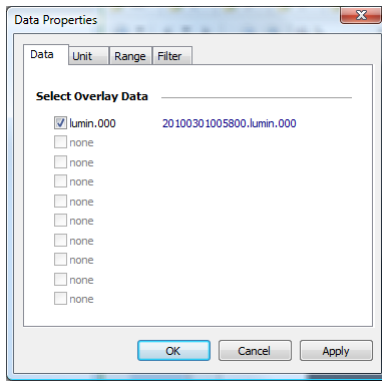 Data Properties
Data Unit Range Filter
Select Overlay Data
lumin.000 20100301005800.lumin.000
none
none
none
none
none
none
none
none
none
OK Cancel Apply